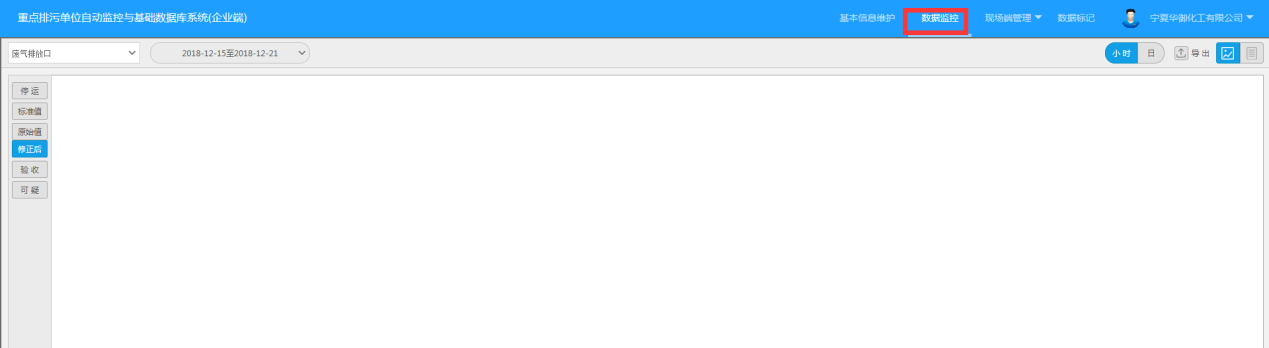 重点排污单位自动监控与基础数据库系统(企业端) 基本信息维护 数据监控 现场端管理 数据标记 宁夏华御化工有限公司
废气排放口 2018-12-15至2018-12-21 小时 日 导出
停运
标准值
原始值
修正后
验收
可疑